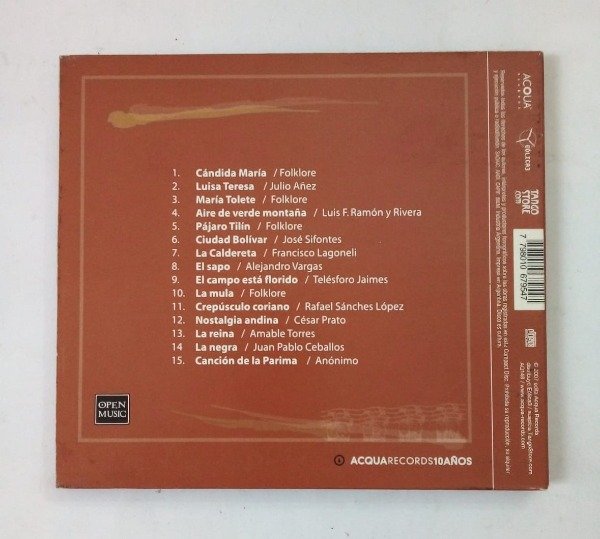 1. Cándida María / Folklore
2. Luisa Teresa / Julio Añez
3. María Tolete / Folklore
4. Aire de verde montaña / Luis F. Ramón y Rivera
5. Pájaro Tilín / Folklore
6. Ciudad Bolívar / José Sifontes
7. La Caldereta / Francisco Lagoneli
8. El sapo / Alejandro Vargas
9. El campo está florido / Telésforo Jaimes
10. La mula / Folklore
11. Crepúsculo coriano / Rafael Sánches López
12. Nostalgia andina / César Prato
13. La reina / Amable Torres
14 La negra / Juan Pablo Ceballos
15. Canción de la Parima / Anónimo
OPEN
MUSIC
ACQUARECORDS10AÑOS
ACQUA
EOLICA3
TANGO
STORE
.com
7 798010 679547